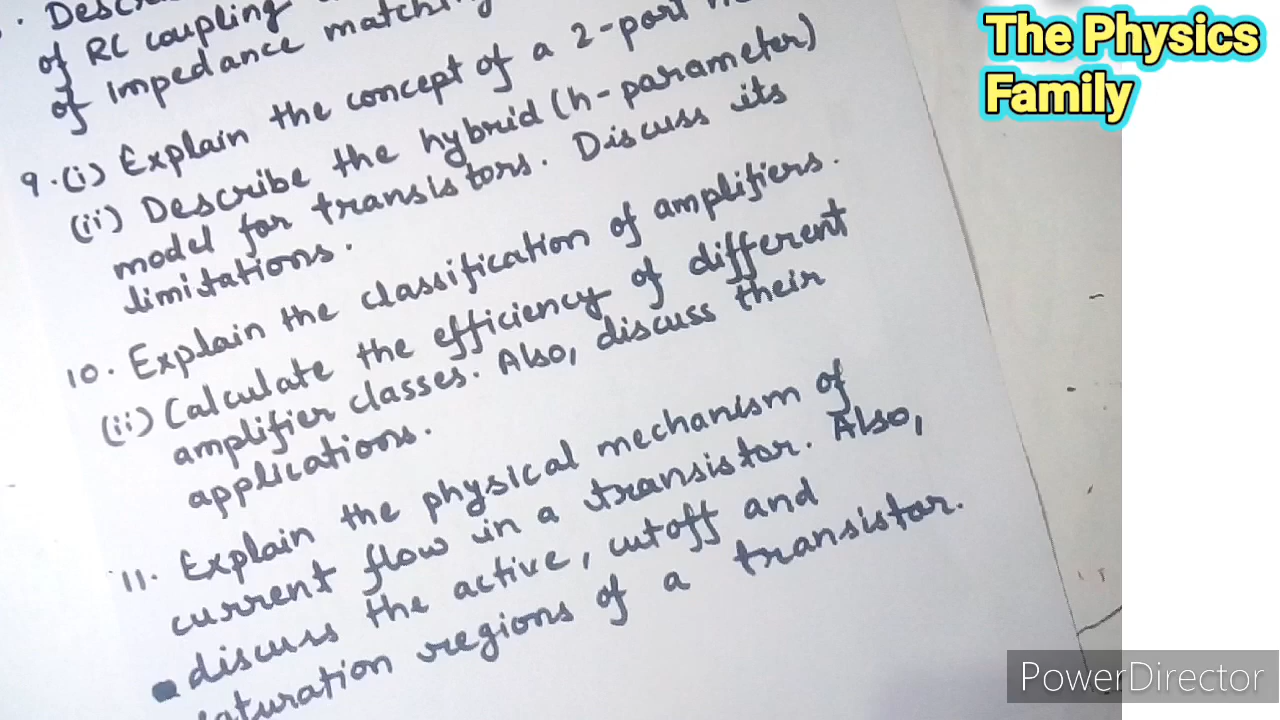 of RC coupling
of impedance matching
9. (i) Explain the concept of a 2-port
(ii) Describe the hybrid (h-parameter)
model for transistors. Discuss its
limitations.
10. Explain the classification of amplifiers.
(ii) Calculate the efficiency of different
amplifier classes. Also, discuss their
applications.
11. Explain the physical mechanism of
current flow in a transistor. Also,
discuss the active, cutoff and
saturation regions of a transistor.
The Physics
Family
PowerDirector